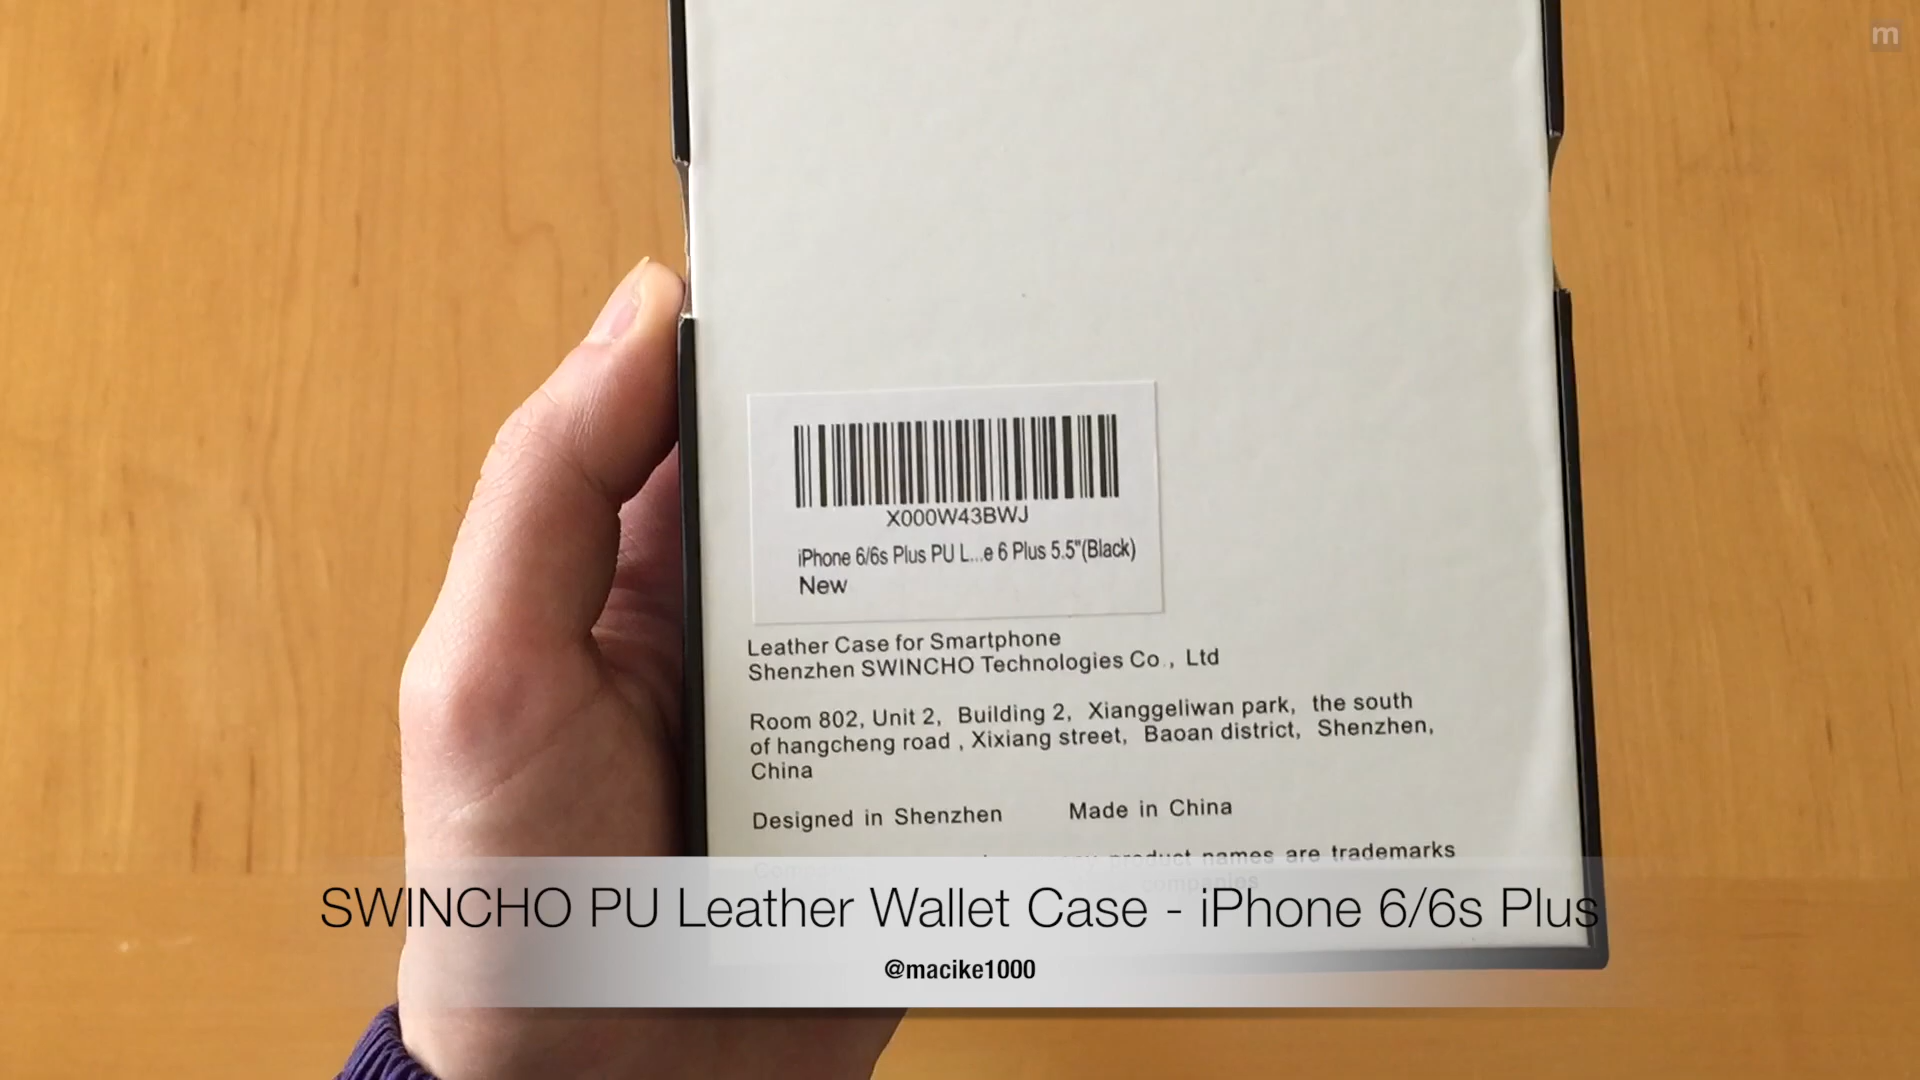 m
X000W43BWJ
iPhone 6/6s Plus PU L...e 6 Plus 5.5"(Black)
New
Leather Case for Smartphone
Shenzhen SWINCHO Technologies Co., Ltd
Room 802, Unit 2, Building 2, Xianggeliwan park, the south
of hangcheng road , Xixiang street, Baoan district, Shenzhen,
China
Designed in Shenzhen Made in China
product names are trademarks
companies
SWINCHO PU Leather Wallet Case - iPhone 6/6s Plus
@macike1000